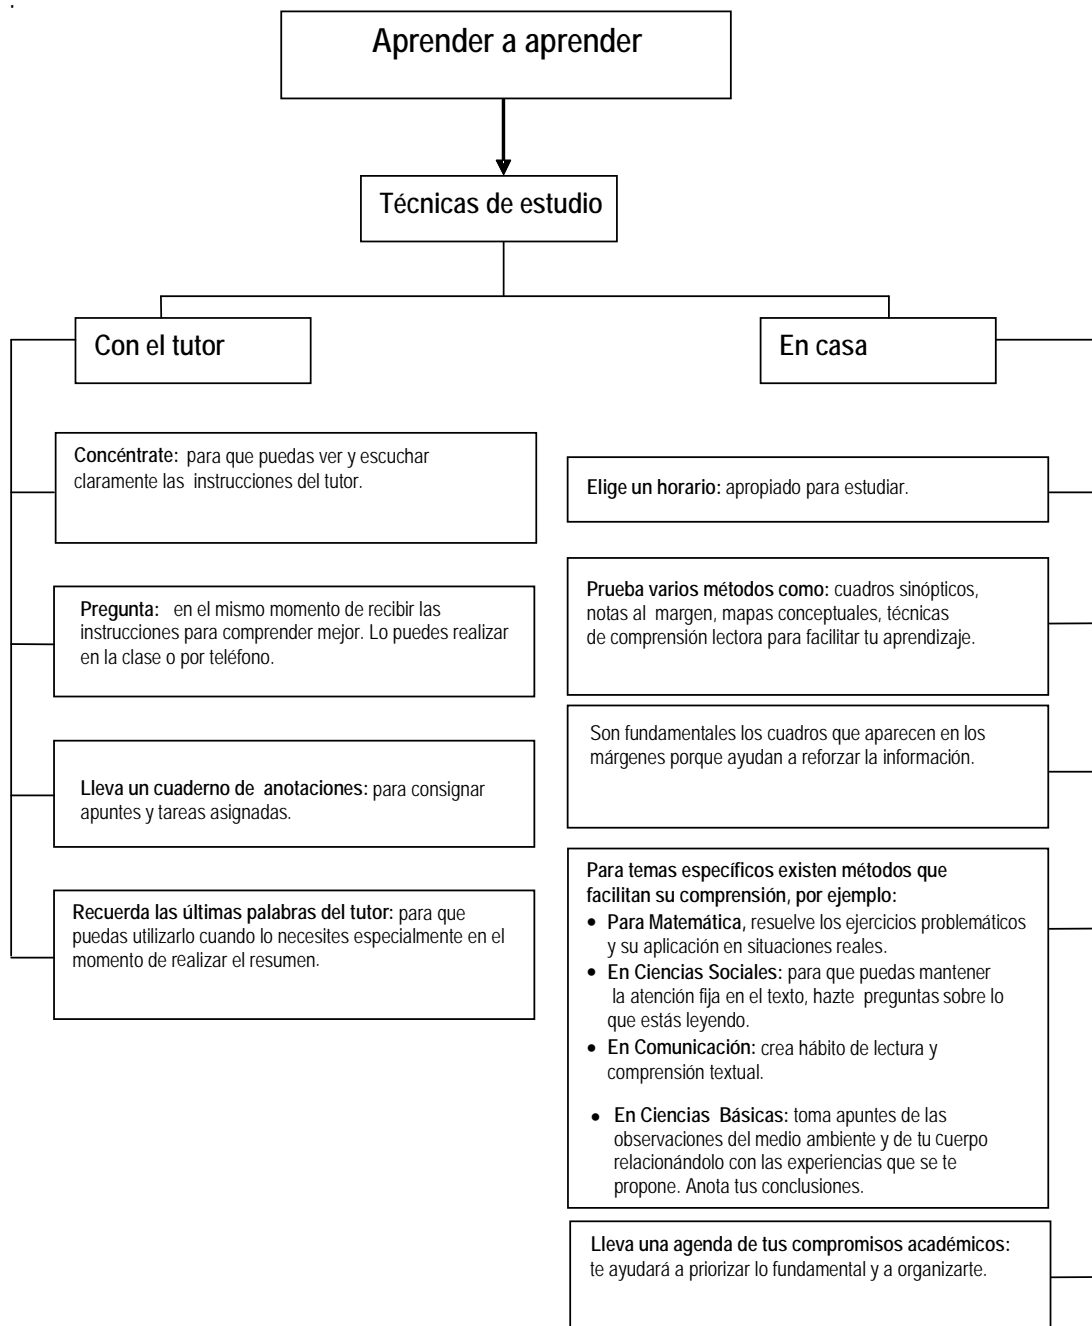 Aprender a aprender
Técnicas de estudio
Con el tutor
Concéntrate: para que puedas ver y escuchar
claramente las instrucciones del tutor.
Pregunta: en el mismo momento de recibir las
instrucciones para comprender mejor. Lo puedes realizar
en la clase o por teléfono.
Lleva un cuaderno de anotaciones: para consignar
apuntes y tareas asignadas.
Recuerda las últimas palabras del tutor: para que
puedas utilizarlo cuando lo necesites especialmente en el
momento de realizar el resumen.
En casa
Elige un horario: apropiado para estudiar.
Prueba varios métodos como: cuadros sinópticos,
notas al margen, mapas conceptuales, técnicas
de comprensión lectora para facilitar tu aprendizaje.
Son fundamentales los cuadros que aparecen en los
márgenes porque ayudan a reforzar la información.
Para temas específicos existen métodos que
facilitan su comprensión, por ejemplo:
• Para Matemática, resuelve los ejercicios problemáticos
y su aplicación en situaciones reales.
• En Ciencias Sociales: para que puedas mantener
la atención fija en el texto, hazte preguntas sobre lo
que estás leyendo.
• En Comunicación: crea hábito de lectura y
comprensión textual.
• En Ciencias Básicas: toma apuntes de las
observaciones del medio ambiente y de tu cuerpo
relacionándolo con las experiencias que se te
propone. Anota tus conclusiones.
Lleva una agenda de tus compromisos académicos:
te ayudará a priorizar lo fundamental y a organizarte.